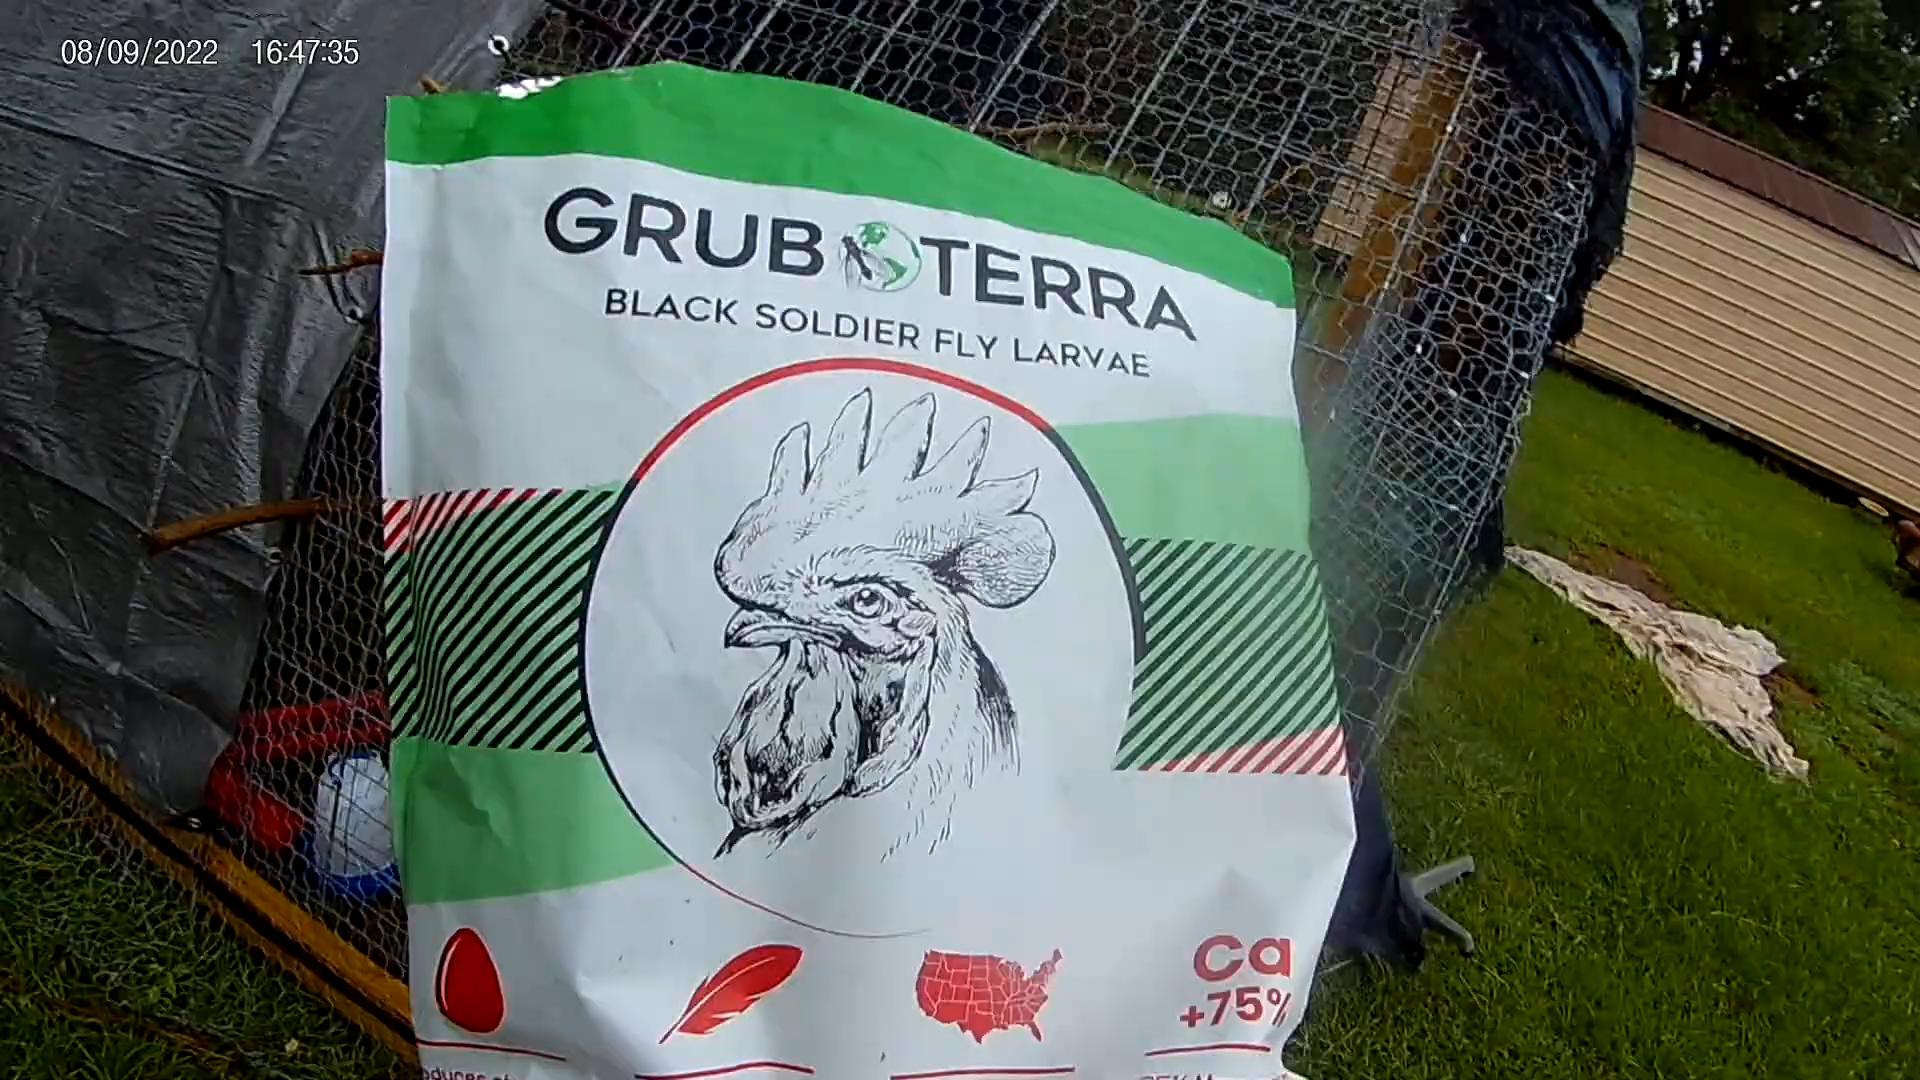 08/09/2022 16:47:35
GRUB TERRA
BLACK SOLDIER FLY LARVAE
Ca
+75%